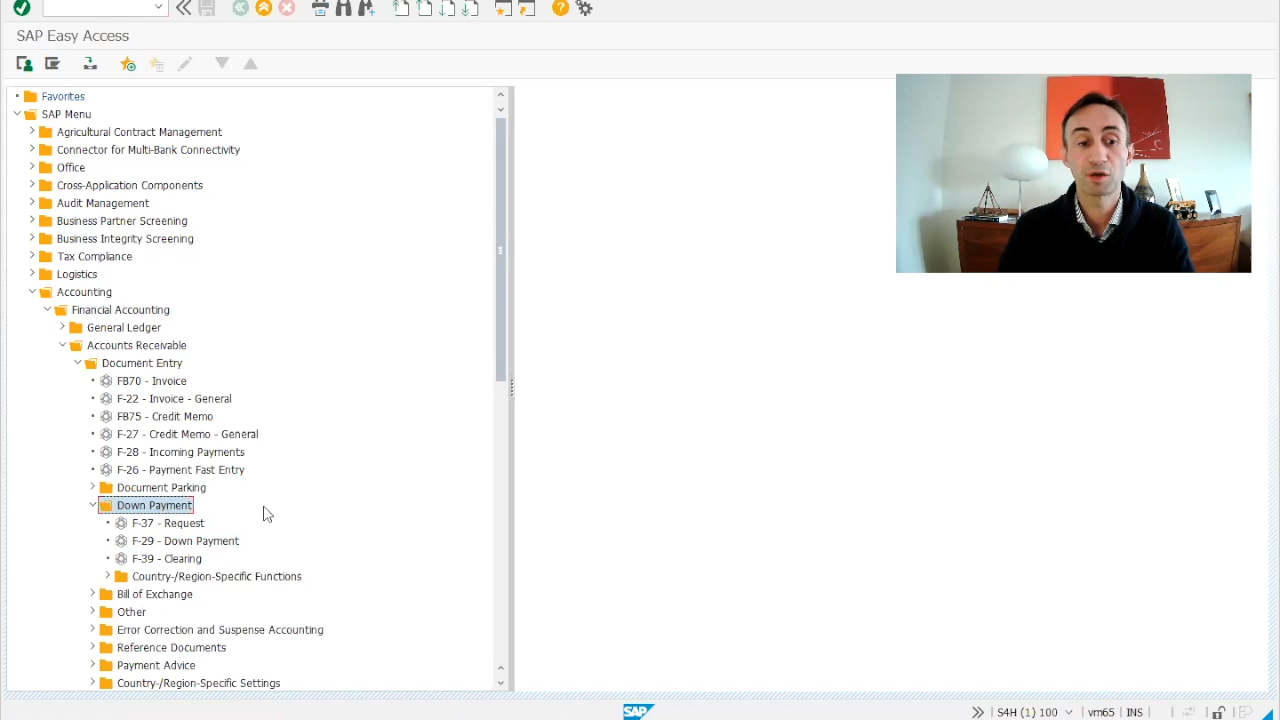 SAP Easy Access
Favorites
SAP Menu
Agricultural Contract Management
Connector for Multi-Bank Connectivity
Office
Cross-Application Components
Audit Management
Business Partner Screening
Business Integrity Screening
Tax Compliance
Logistics
Accounting
Financial Accounting
General Ledger
Accounts Receivable
Document Entry
FB70 - Invoice
F-22 - Invoice - General
FB75 - Credit Memo
F-27 - Credit Memo - General
F-28 - Incoming Payments
F-26 - Payment Fast Entry
Document Parking
Down Payment
F-37 - Request
F-29 - Down Payment
F-39 - Clearing
Country-/Region-Specific Functions
Bill of Exchange
Other
Error Correction and Suspense Accounting
Reference Documents
Payment Advice
Country-/Region-Specific Settings
SAP
S4H (1) 100
vm65
INS